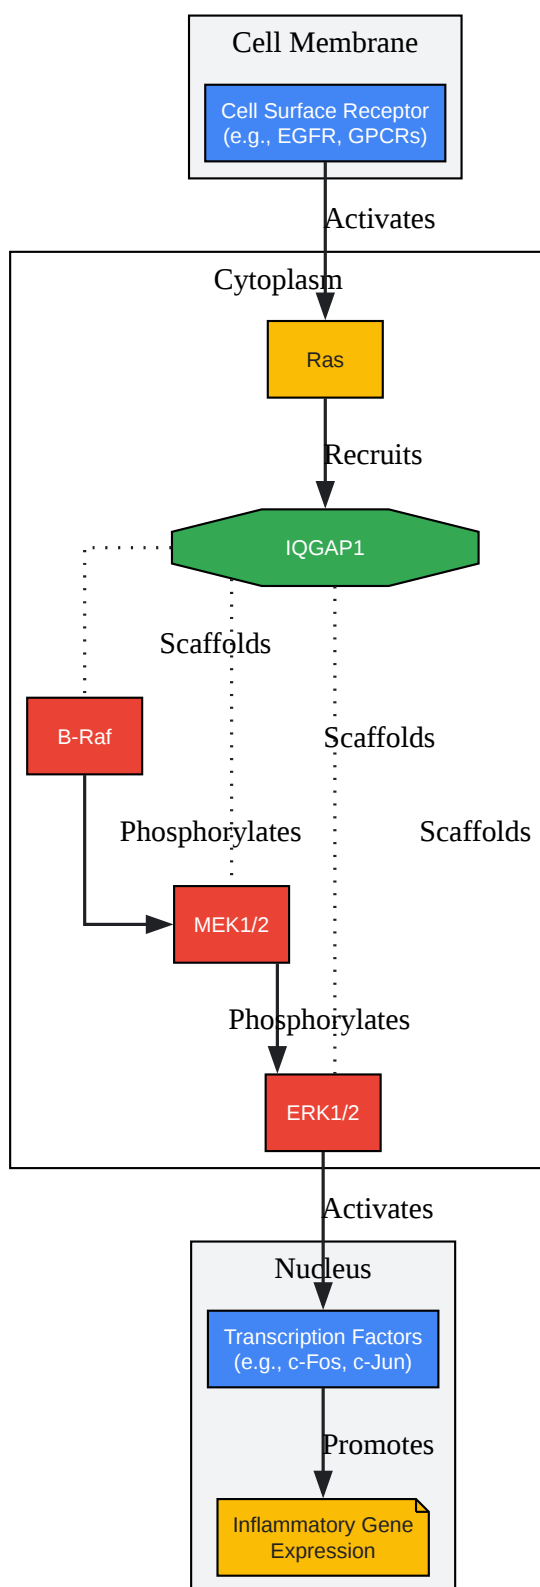 Cell Membrane
Cell Surface Receptor
(e.g., EGFR, GPCRs)
Activates
Cytoplasm
Ras
Recruits
IQGAP1
Scaffolds
B-Raf
Scaffolds
Phosphorylates
Scaffolds
MEK1/2
Phosphorylates
ERK1/2
Activates
Nucleus
Transcription Factors
(e.g., c-Fos, c-Jun)
Promotes
Inflammatory Gene
Expression